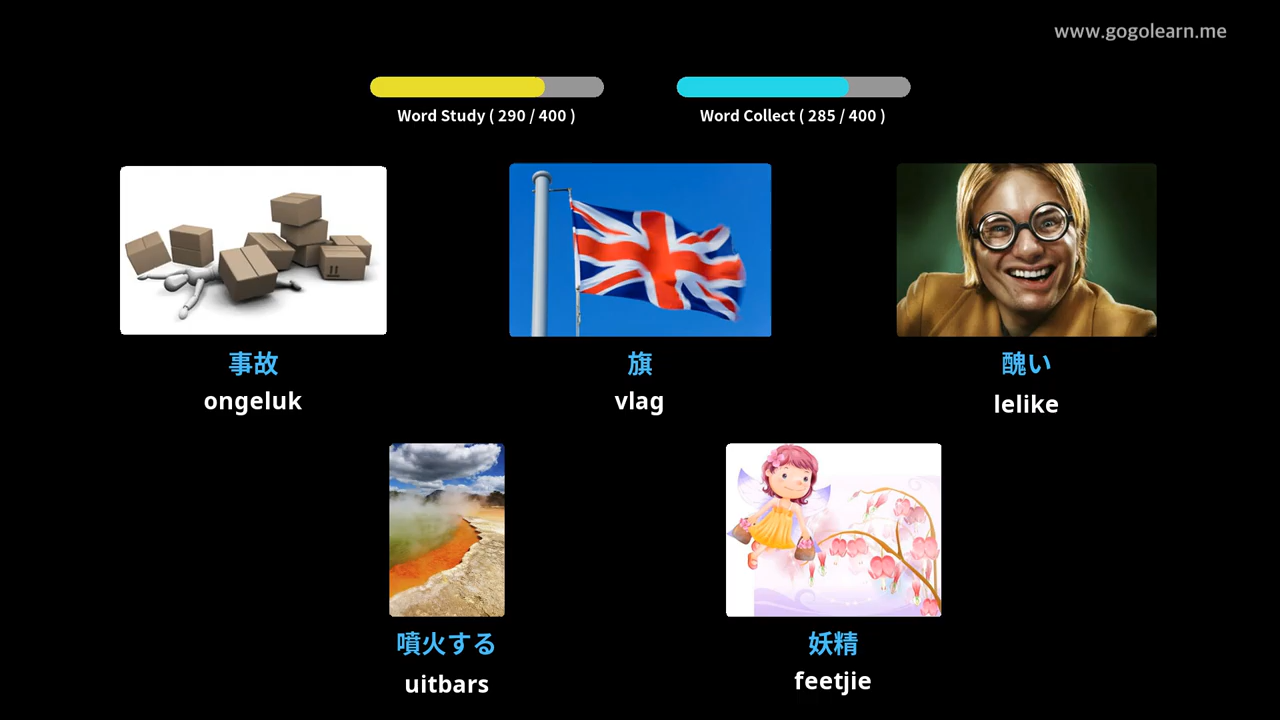 www.gogolearn.me
Word Study ( 290 / 400 )
Word Collect ( 285 / 400 )
事故
ongeluk
旗
vlag
醜い
lelike
噴火する
uitbars
妖精
feetjie